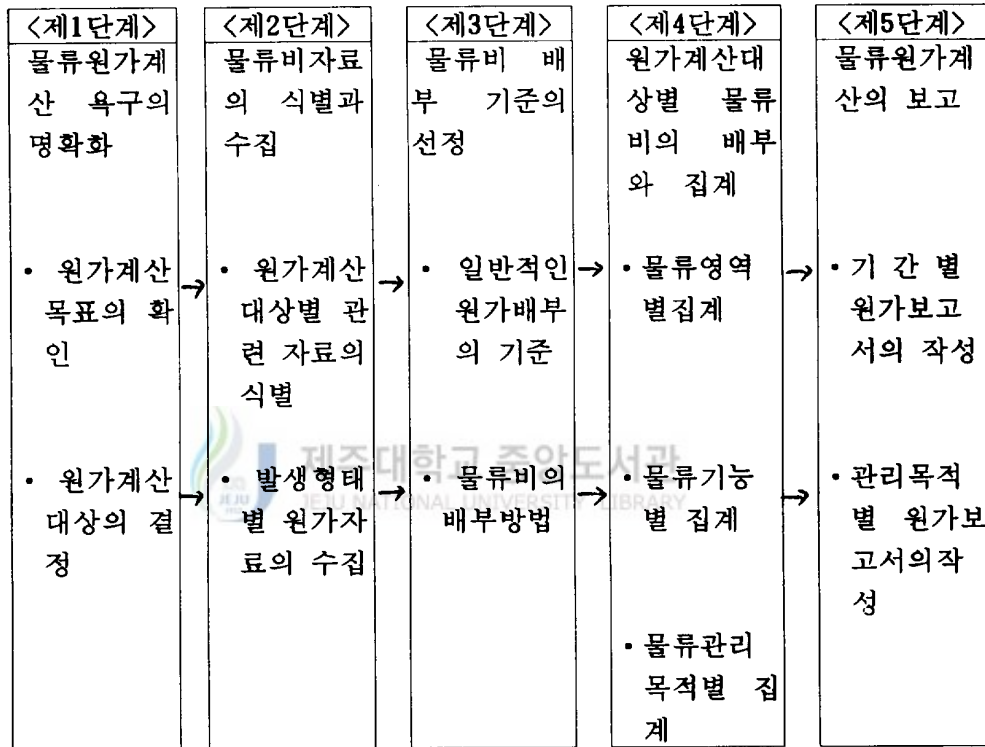 <제1단계>
물류원가계
산 욕구의
명확화
• 원가계산
목표의 확
인
• 원가계산
대상의 결
정
<제2단계>
물류비자료
의 식별과
수집
• 원가계산
대상별 관
련 자료의
식별
• 발생형태
별 원가자
료의 수집
<제3단계>
물류비 배
부 기준의
선정
• 일반적인
원가배부
의 기준
• 물류비의
배부방법
<제4단계>
원가계산대
상별 물류
비의 배부
와 집계
• 물류영역
별집계
• 물류기능
별 집계
• 물류관리
목적별 집
계
<제5단계>
물류원가계
산의 보고
• 기 간 별
원가보고
서의 작성
• 관리목적
별 원가보
고서의작
성
제주대학교 중앙도서관
JEJU NATIONAL UNIVERSITY LIBRARY